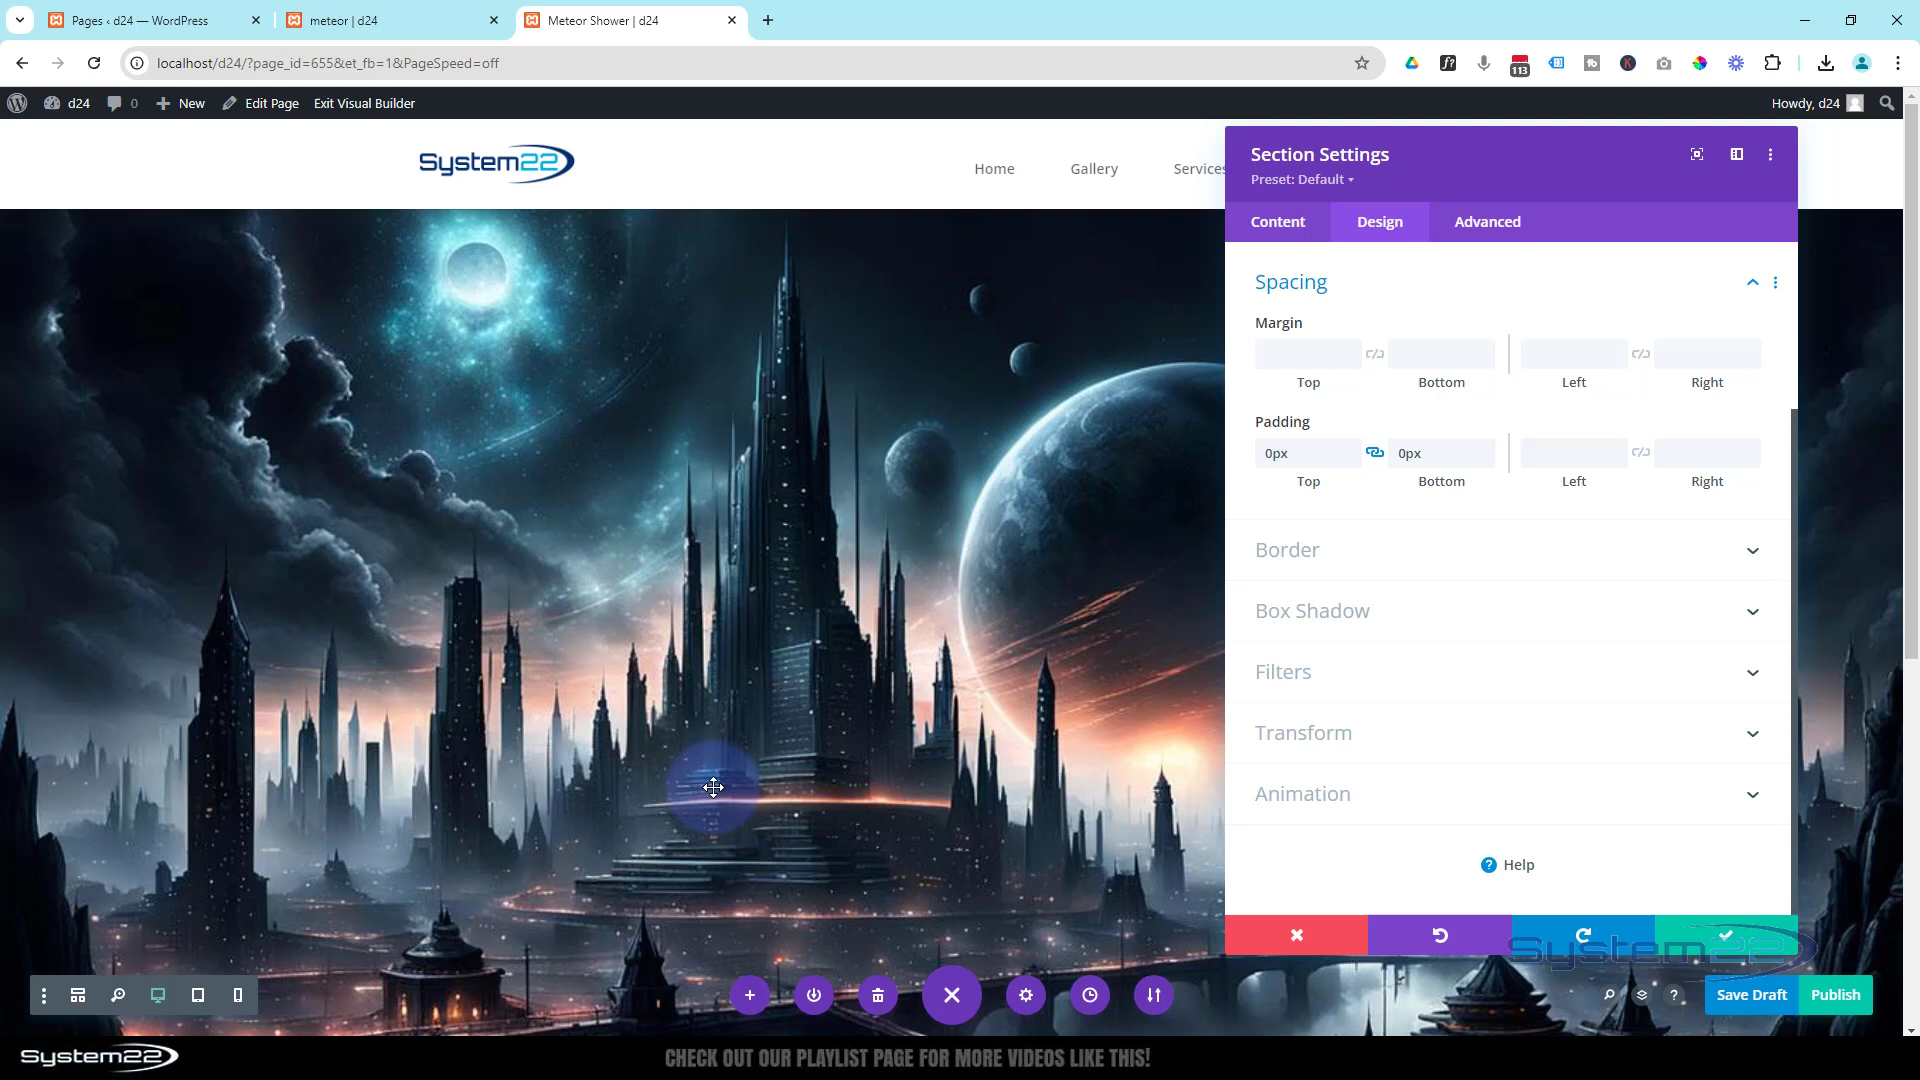 Pages ‹ d24 — WordPress
meteor | d24
Meteor Shower | d24
localhost/d24/?page_id=655&et_fb=1&PageSpeed=off
113
d24
0
New
Edit Page
Exit Visual Builder
Howdy, d24
System22
Home
Gallery
Services
Section Settings
Preset: Default
Content
Design
Advanced
Spacing
Margin
Top
Bottom
Left
Right
Padding
0px
0px
Top
Bottom
Left
Right
Border
Box Shadow
Filters
Transform
Animation
Help
System22
Save Draft
Publish
System22
CHECK OUT OUR PLAYLIST PAGE FOR MORE VIDEOS LIKE THIS!